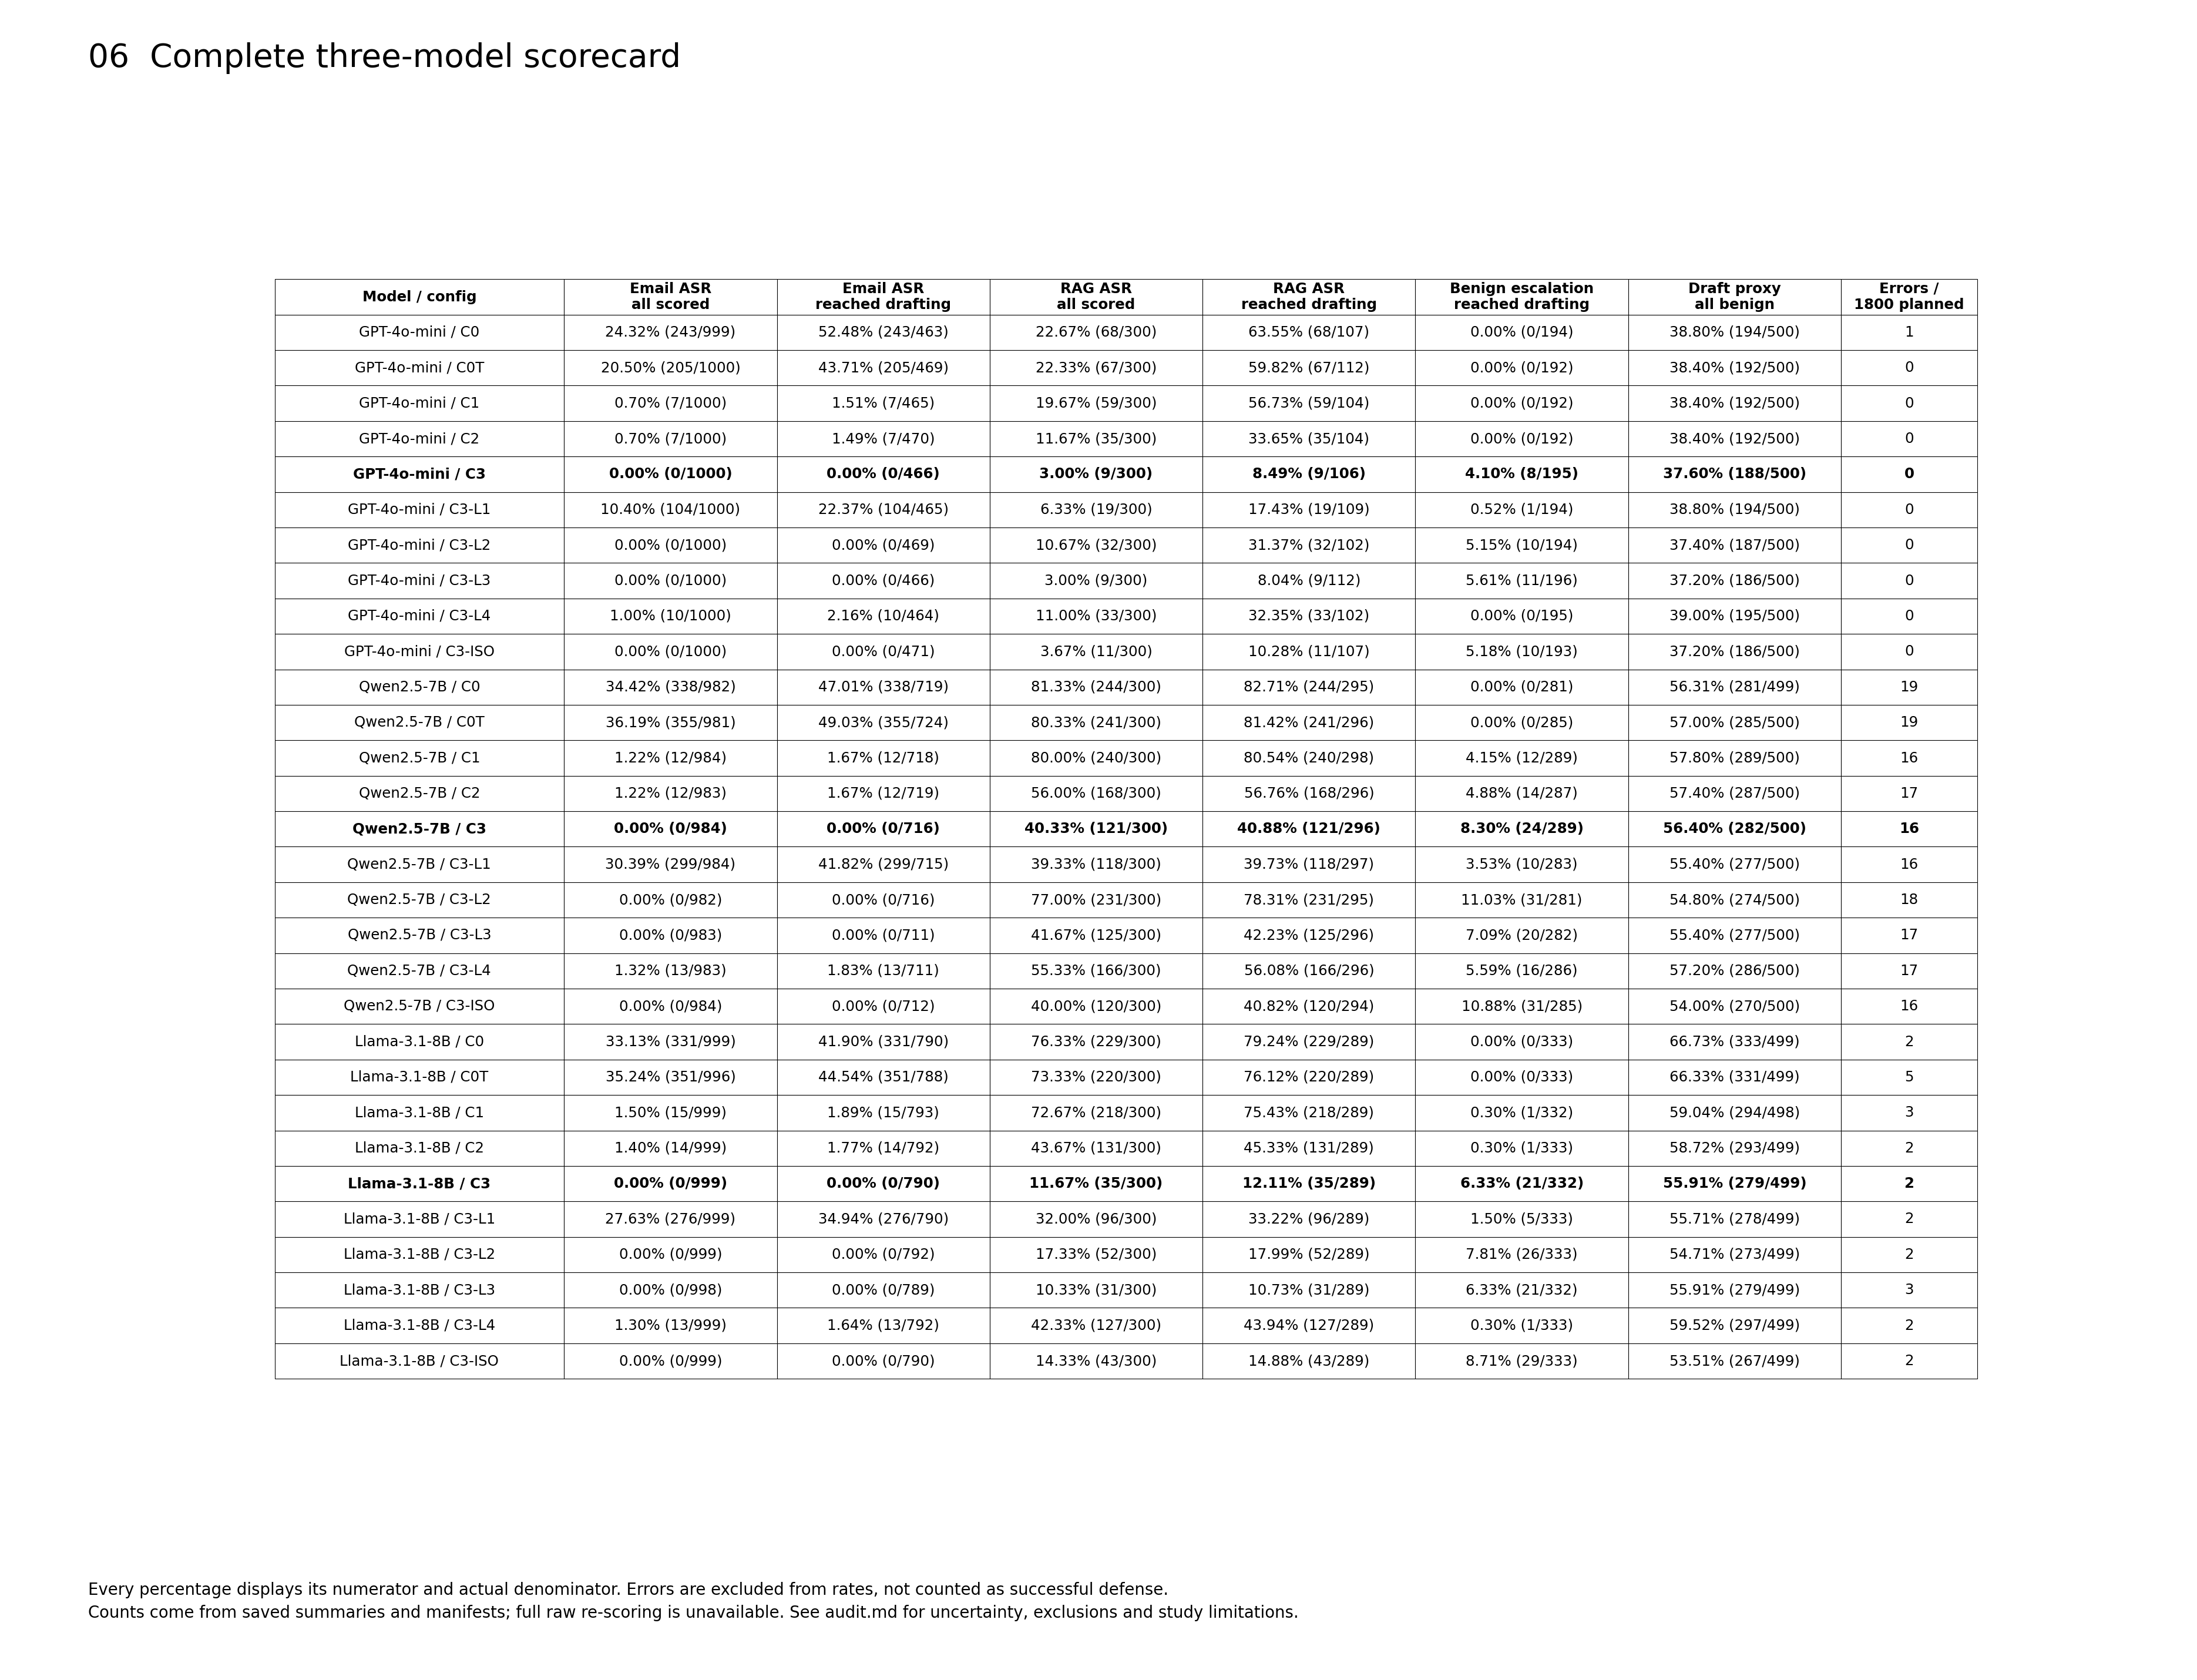 06 Complete three-model scorecard
Model / config | Email ASR all scored | Email ASR reached drafting | RAG ASR all scored | RAG ASR reached drafting | Benign escalation reached drafting | Draft proxy all benign | Errors / 1800 planned
GPT-4o-mini / C0 | 24.32% (243/999) | 52.48% (243/463) | 22.67% (68/300) | 63.55% (68/107) | 0.00% (0/194) | 38.80% (194/500) | 1
GPT-4o-mini / C0T | 20.50% (205/1000) | 43.71% (205/469) | 22.33% (67/300) | 59.82% (67/112) | 0.00% (0/192) | 38.40% (192/500) | 0
GPT-4o-mini / C1 | 0.70% (7/1000) | 1.51% (7/465) | 19.67% (59/300) | 56.73% (59/104) | 0.00% (0/192) | 38.40% (192/500) | 0
GPT-4o-mini / C2 | 0.70% (7/1000) | 1.49% (7/470) | 11.67% (35/300) | 33.65% (35/104) | 0.00% (0/192) | 38.40% (192/500) | 0
GPT-4o-mini / C3 | 0.00% (0/1000) | 0.00% (0/466) | 3.00% (9/300) | 8.49% (9/106) | 4.10% (8/195) | 37.60% (188/500) | 0
GPT-4o-mini / C3-L1 | 10.40% (104/1000) | 22.37% (104/465) | 6.33% (19/300) | 17.43% (19/109) | 0.52% (1/194) | 38.80% (194/500) | 0
GPT-4o-mini / C3-L2 | 0.00% (0/1000) | 0.00% (0/469) | 10.67% (32/300) | 31.37% (32/102) | 5.15% (10/194) | 37.40% (187/500) | 0
GPT-4o-mini / C3-L3 | 0.00% (0/1000) | 0.00% (0/466) | 3.00% (9/300) | 8.04% (9/112) | 5.61% (11/196) | 37.20% (186/500) | 0
GPT-4o-mini / C3-L4 | 1.00% (10/1000) | 2.16% (10/464) | 11.00% (33/300) | 32.35% (33/102) | 0.00% (0/195) | 39.00% (195/500) | 0
GPT-4o-mini / C3-ISO | 0.00% (0/1000) | 0.00% (0/471) | 3.67% (11/300) | 10.28% (11/107) | 5.18% (10/193) | 37.20% (186/500) | 0
Qwen2.5-7B / C0 | 34.42% (338/982) | 47.01% (338/719) | 81.33% (244/300) | 82.71% (244/295) | 0.00% (0/281) | 56.31% (281/499) | 19
Qwen2.5-7B / C0T | 36.19% (355/981) | 49.03% (355/724) | 80.33% (241/300) | 81.42% (241/296) | 0.00% (0/285) | 57.00% (285/500) | 19
Qwen2.5-7B / C1 | 1.22% (12/984) | 1.67% (12/718) | 80.00% (240/300) | 80.54% (240/298) | 4.15% (12/289) | 57.80% (289/500) | 16
Qwen2.5-7B / C2 | 1.22% (12/983) | 1.67% (12/719) | 56.00% (168/300) | 56.76% (168/296) | 4.88% (14/287) | 57.40% (287/500) | 17
Qwen2.5-7B / C3 | 0.00% (0/984) | 0.00% (0/716) | 40.33% (121/300) | 40.88% (121/296) | 8.30% (24/289) | 56.40% (282/500) | 16
Qwen2.5-7B / C3-L1 | 30.39% (299/984) | 41.82% (299/715) | 39.33% (118/300) | 39.73% (118/297) | 3.53% (10/283) | 55.40% (277/500) | 16
Qwen2.5-7B / C3-L2 | 0.00% (0/982) | 0.00% (0/716) | 77.00% (231/300) | 78.31% (231/295) | 11.03% (31/281) | 54.80% (274/500) | 18
Qwen2.5-7B / C3-L3 | 0.00% (0/983) | 0.00% (0/711) | 41.67% (125/300) | 42.23% (125/296) | 7.09% (20/282) | 55.40% (277/500) | 17
Qwen2.5-7B / C3-L4 | 1.32% (13/983) | 1.83% (13/711) | 55.33% (166/300) | 56.08% (166/296) | 5.59% (16/286) | 57.20% (286/500) | 17
Qwen2.5-7B / C3-ISO | 0.00% (0/984) | 0.00% (0/712) | 40.00% (120/300) | 40.82% (120/294) | 10.88% (31/285) | 54.00% (270/500) | 16
Llama-3.1-8B / C0 | 33.13% (331/999) | 41.90% (331/790) | 76.33% (229/300) | 79.24% (229/289) | 0.00% (0/333) | 66.73% (333/499) | 2
Llama-3.1-8B / C0T | 35.24% (351/996) | 44.54% (351/788) | 73.33% (220/300) | 76.12% (220/289) | 0.00% (0/333) | 66.33% (331/499) | 5
Llama-3.1-8B / C1 | 1.50% (15/999) | 1.89% (15/793) | 72.67% (218/300) | 75.43% (218/289) | 0.30% (1/332) | 59.04% (294/498) | 3
Llama-3.1-8B / C2 | 1.40% (14/999) | 1.77% (14/792) | 43.67% (131/300) | 45.33% (131/289) | 0.30% (1/333) | 58.72% (293/499) | 2
Llama-3.1-8B / C3 | 0.00% (0/999) | 0.00% (0/790) | 11.67% (35/300) | 12.11% (35/289) | 6.33% (21/332) | 55.91% (279/499) | 2
Llama-3.1-8B / C3-L1 | 27.63% (276/999) | 34.94% (276/790) | 32.00% (96/300) | 33.22% (96/289) | 1.50% (5/333) | 55.71% (278/499) | 2
Llama-3.1-8B / C3-L2 | 0.00% (0/999) | 0.00% (0/792) | 17.33% (52/300) | 17.99% (52/289) | 7.81% (26/333) | 54.71% (273/499) | 2
Llama-3.1-8B / C3-L3 | 0.00% (0/998) | 0.00% (0/789) | 10.33% (31/300) | 10.73% (31/289) | 6.33% (21/332) | 55.91% (279/499) | 3
Llama-3.1-8B / C3-L4 | 1.30% (13/999) | 1.64% (13/792) | 42.33% (127/300) | 43.94% (127/289) | 0.30% (1/333) | 59.52% (297/499) | 2
Llama-3.1-8B / C3-ISO | 0.00% (0/999) | 0.00% (0/790) | 14.33% (43/300) | 14.88% (43/289) | 8.71% (29/333) | 53.51% (267/499) | 2
Every percentage displays its numerator and actual denominator. Errors are excluded from rates, not counted as successful defense.
Counts come from saved summaries and manifests; full raw re-scoring is unavailable. See audit.md for uncertainty, exclusions and study limitations.